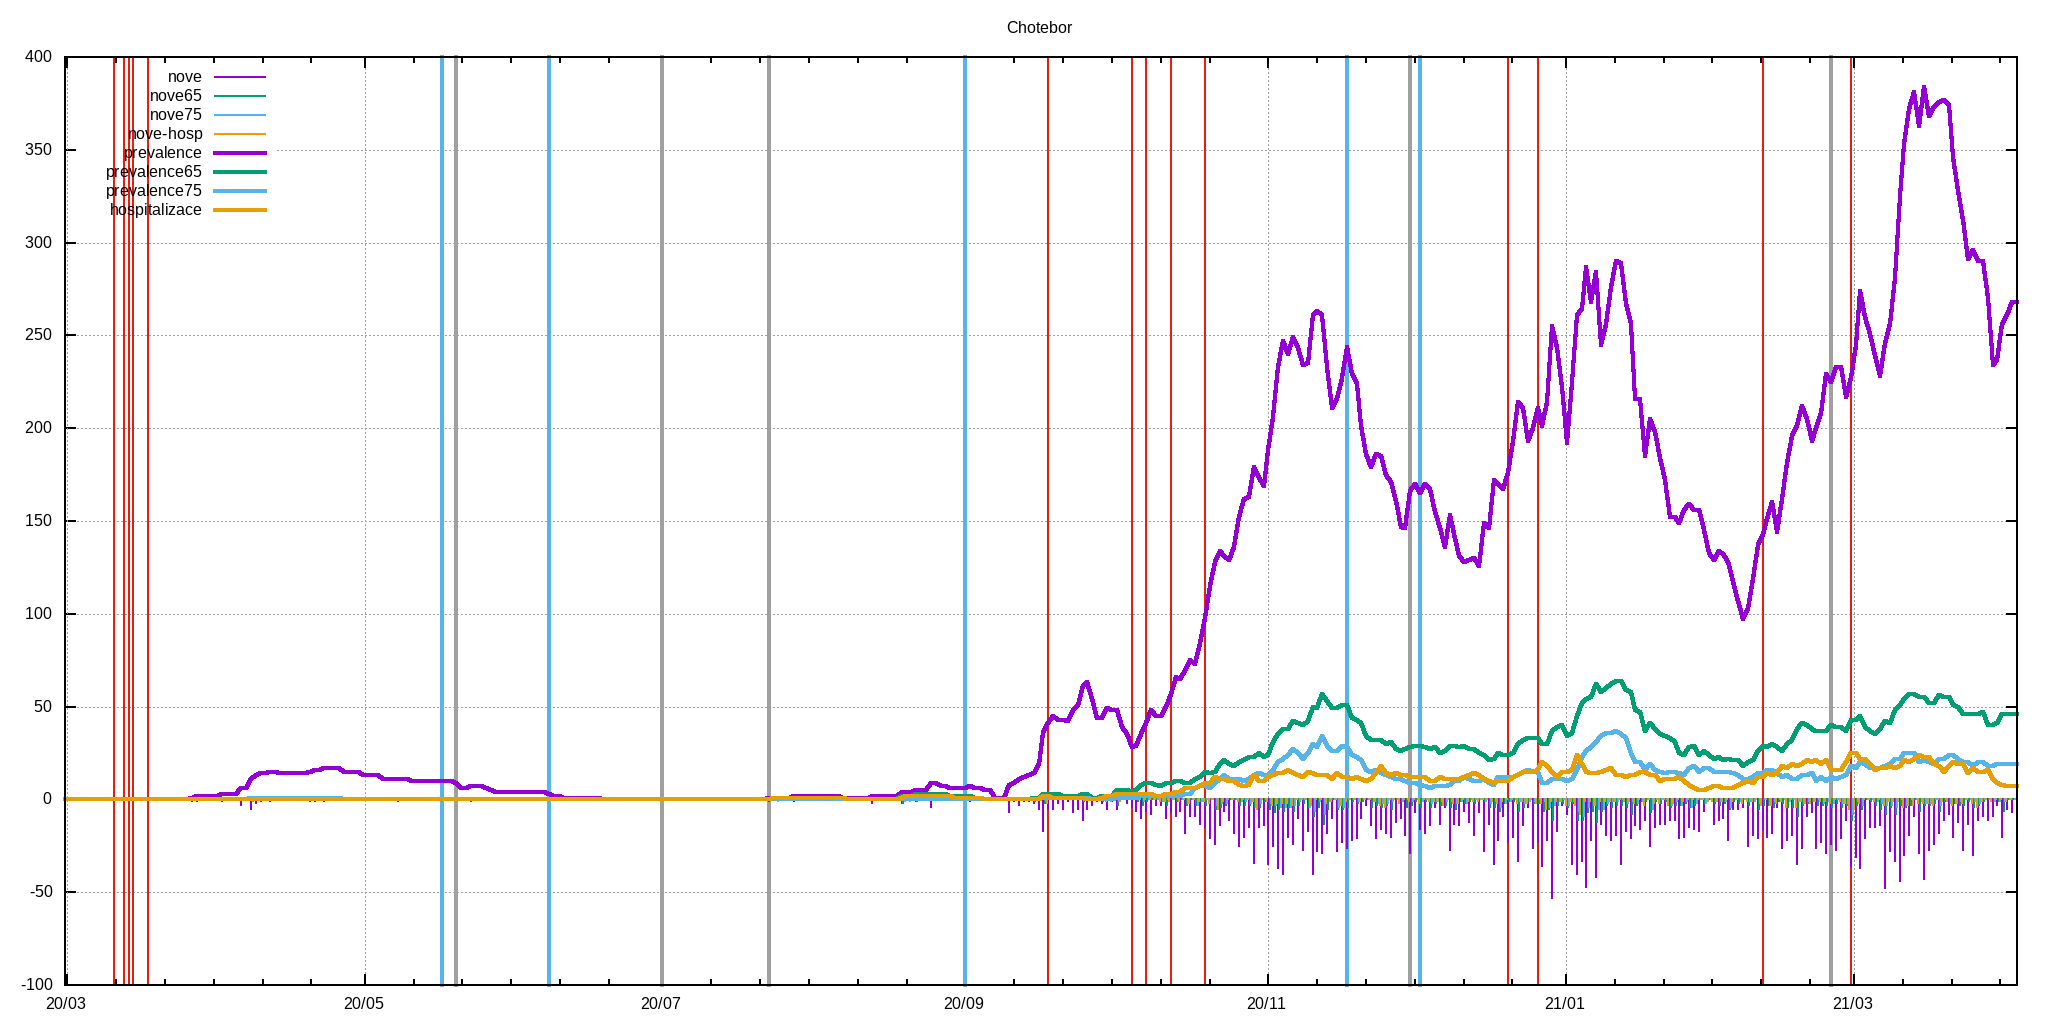 Chotebor
400
350
300
250
200
150
100
50
0
-50
-100
nove
nove65
nove75
nove-hosp
prevalence
prevalence65
prevalence75
hospitalizace
20/03 20/05 20/07 20/09 20/11 21/01 21/03